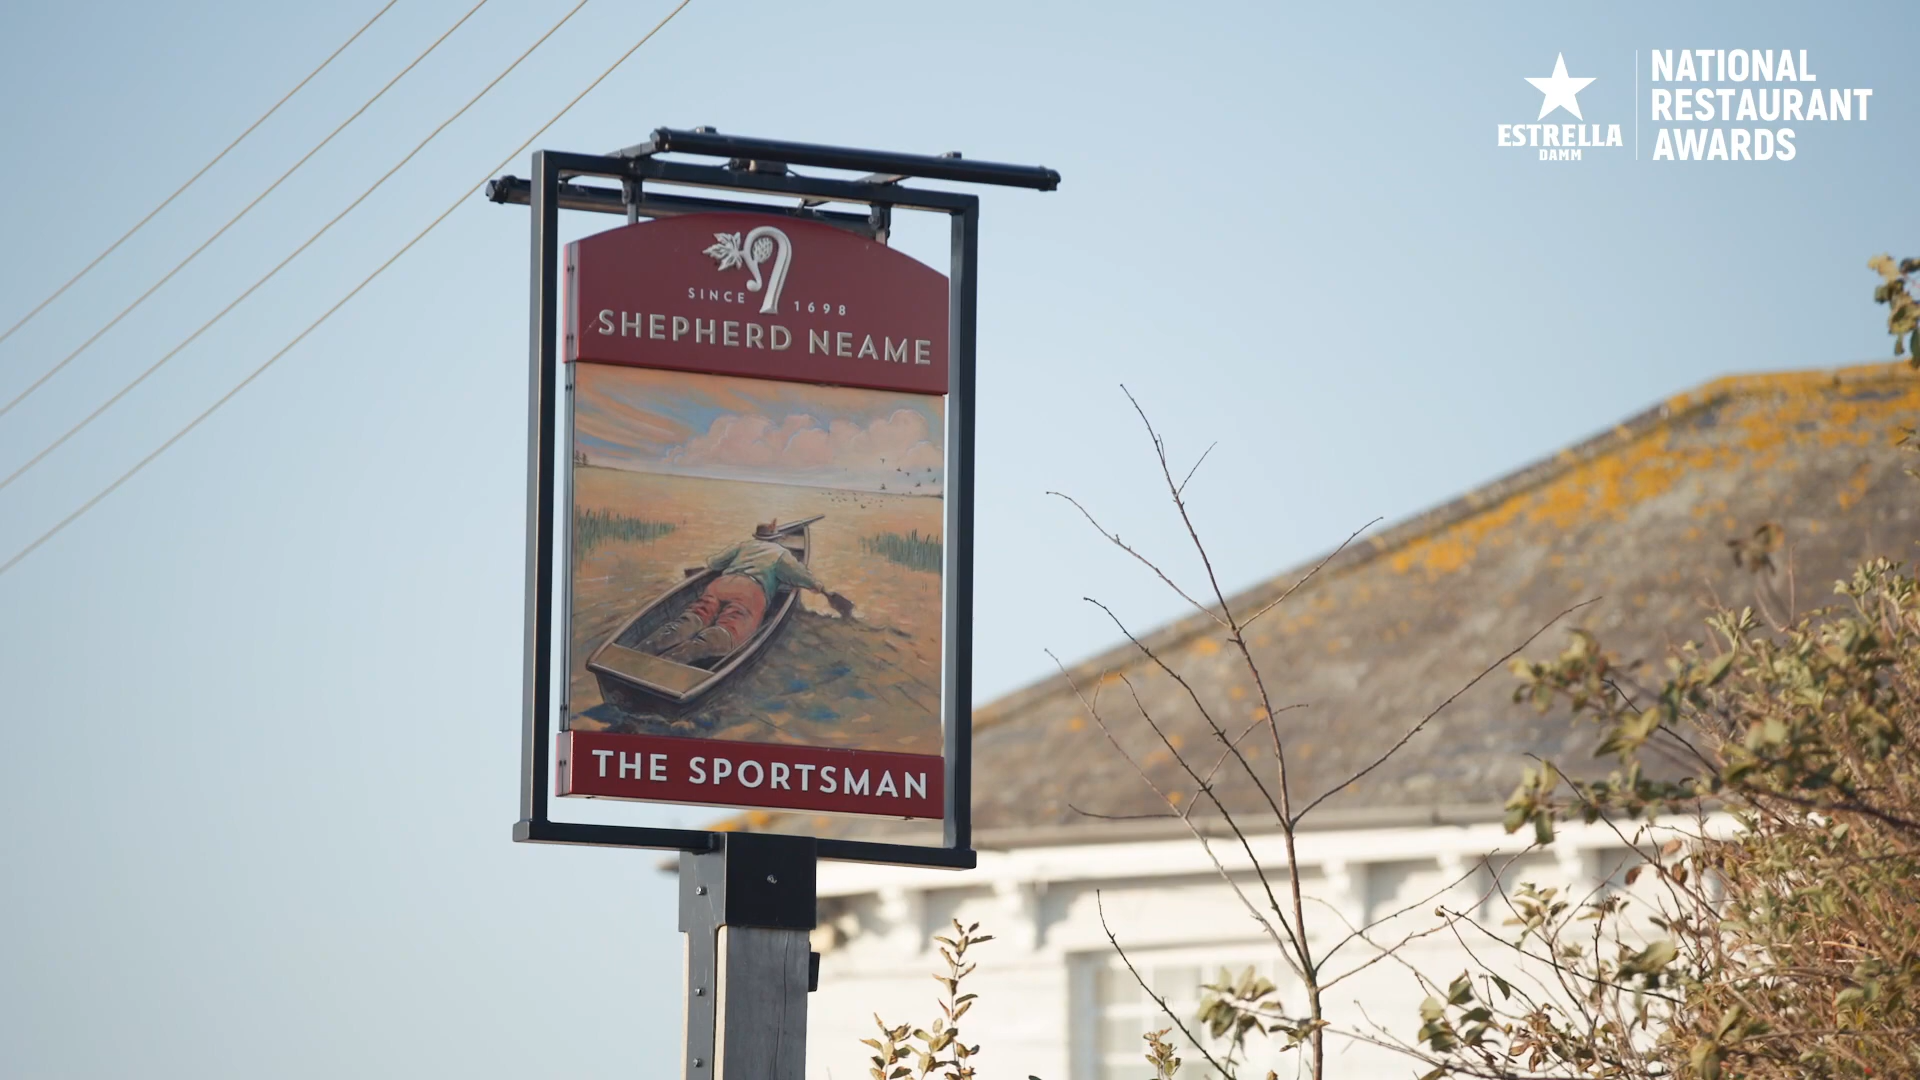 SINCE 1698
SHEPHERD NEAME
THE SPORTSMAN
ESTRELLA
DAMM
NATIONAL
RESTAURANT
AWARDS